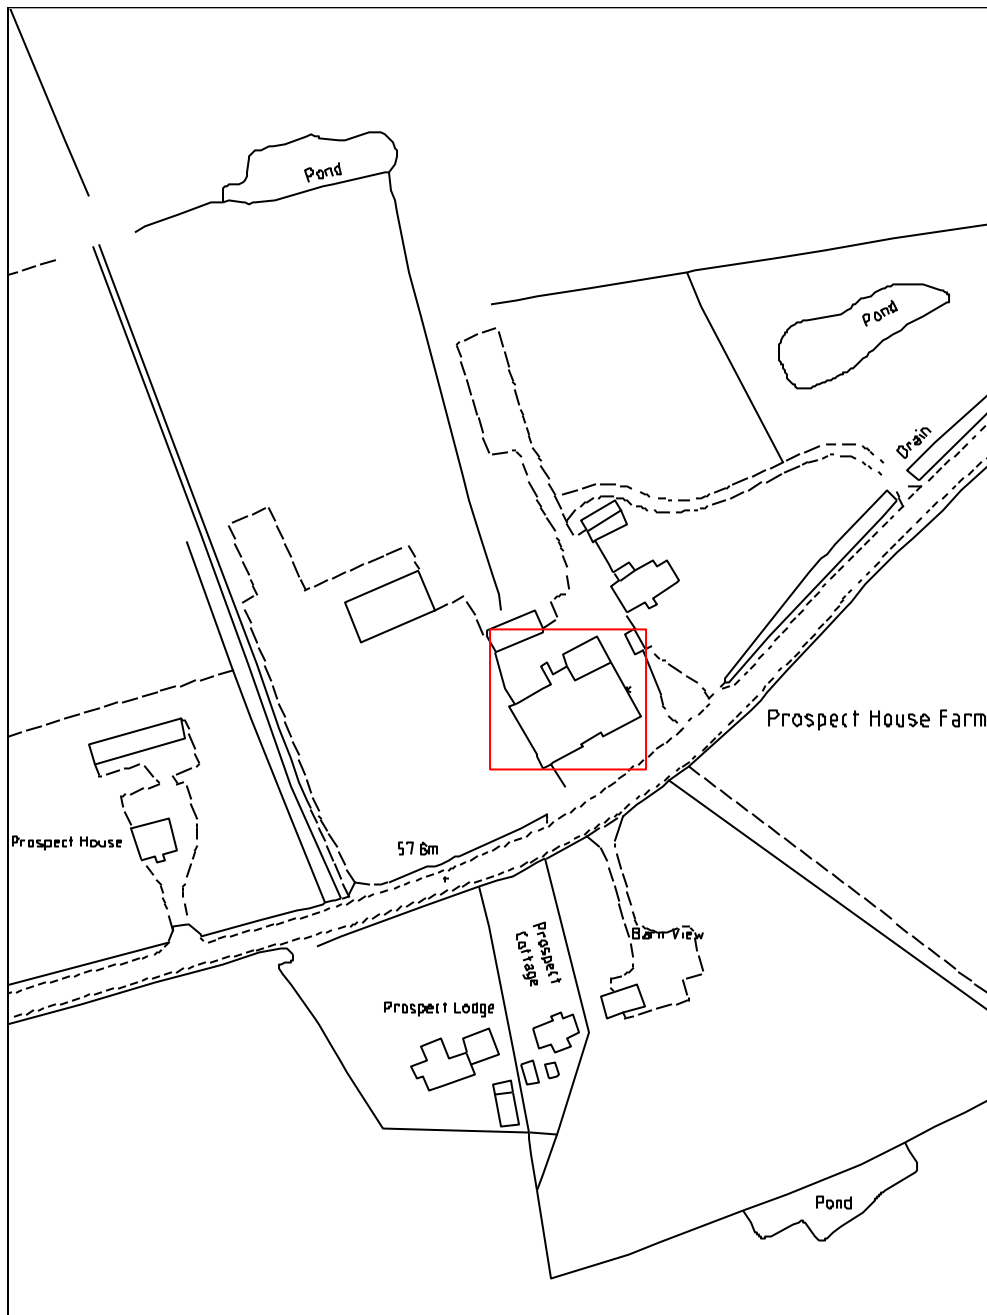 Pond
Pond
Drain
Prospect House Farm
Prospect House
57.6m
Prospect
Cottage
Barn View
Prospect Lodge
Pond